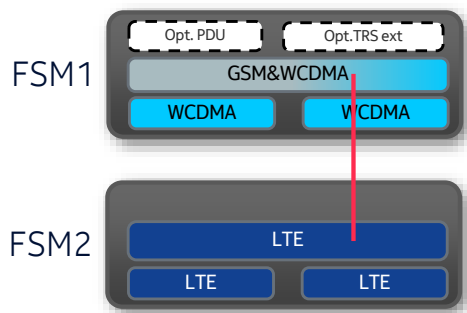 Opt. PDU
Opt.TRS ext
FSM1
GSM&WCDMA
WCDMA
WCDMA
FSM2
LTE
LTE
LTE